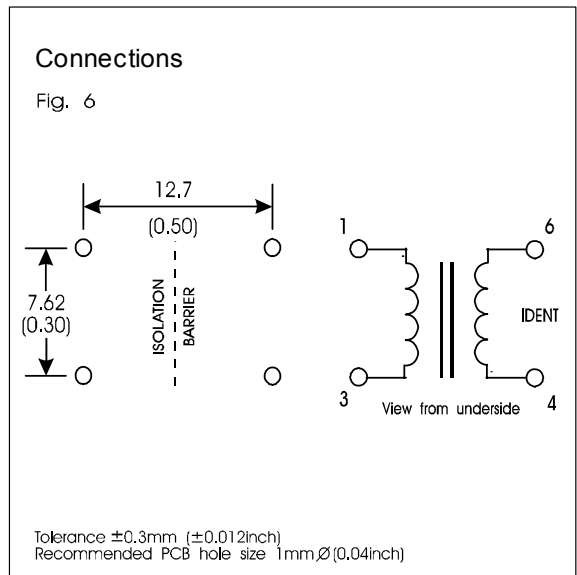 Connections
Fig. 6
12.7
(0.50)
7.62
(0.30)
ISOLATION
BARRIER
1
6
IDENT
3
4
View from underside
Tolerance ±0.3mm (±0.012inch)
Recommended PCB hole size 1mmØ(0.04inch)